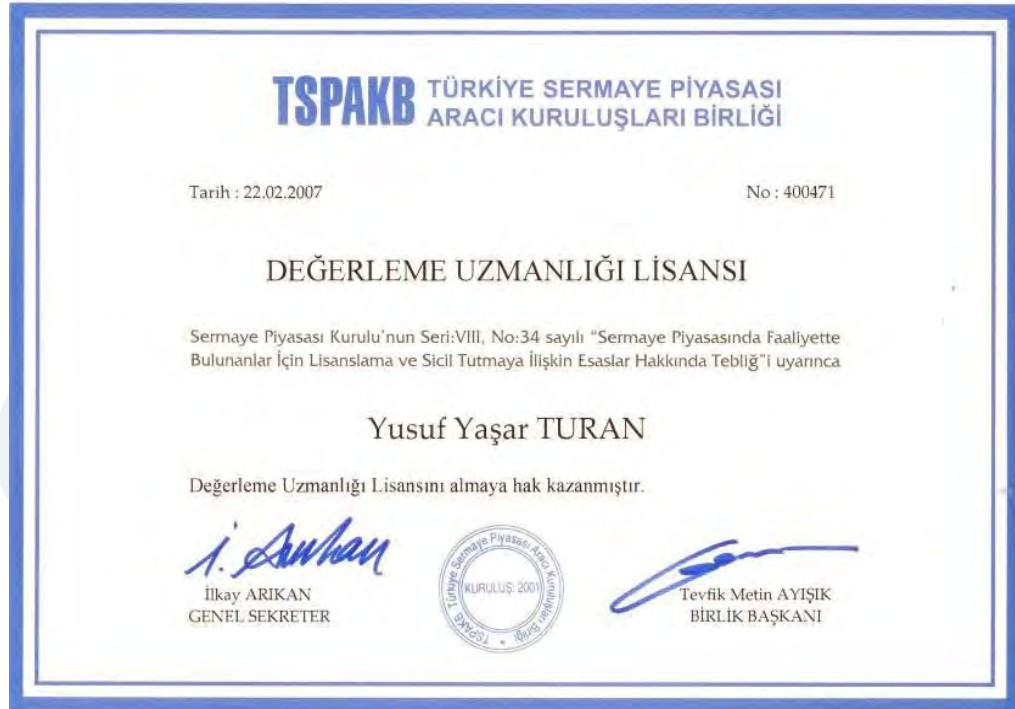 TSPAKB TÜRKİYE SERMAYE PİYASASI
ARACI KURULUŞLARI BİRLİĞİ
Tarih : 22.02.2007 No : 400471
DEĞERLEME UZMANLIĞI LİSANSI
Sermaye Piyasası Kurulu'nun Seri:VIII, No:34 sayılı "Sermaye Piyasasında Faaliyette
Bulunanlar İçin Lisanslama ve Sicil Tutmaya İlişkin Esaslar Hakkında Tebliğ"i uyarınca
Yusuf Yaşar TURAN
Değerleme Uzmanlığı Lisansını almaya hak kazanmıştır.
İlkay ARIKAN
GENEL SEKRETER
Türkiye Sermaye Piyasası Aracı Kuruluşları Birliği * TSPAKB
KURULUŞ: 2001
Tevfik Metin AYIŞIK
BİRLİK BAŞKANI